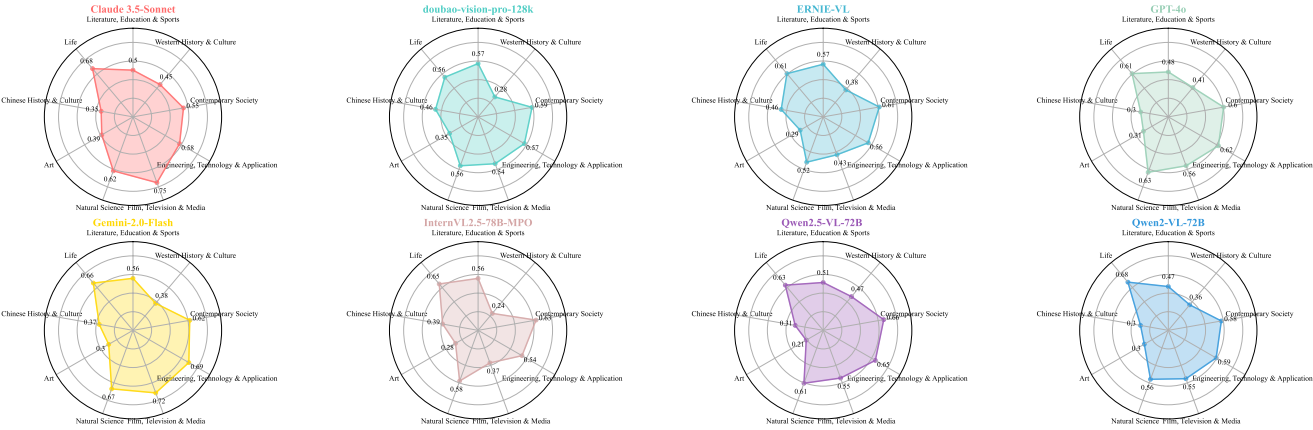 Claude 3.5-Sonnet
Literature, Education & Sports
Life
Western History & Culture
0.68
0.5
0.45
Chinese History & Culture
0.35
0.55
Contemporary Society
0.39
0.58
Art
Engineering, Technology & Application
0.62
0.75
Natural Science
Film, Television & Media
doubao-vision-pro-128k
Literature, Education & Sports
Life
Western History & Culture
0.57
0.56
0.28
Chinese History & Culture
0.46
0.59
Contemporary Society
0.35
0.57
Art
Engineering, Technology & Application
0.56
0.54
Natural Science
Film, Television & Media
ERNIE-VL
Literature, Education & Sports
Life
Western History & Culture
0.57
0.61
0.38
Chinese History & Culture
0.46
0.61
Contemporary Society
0.29
0.56
Art
Engineering, Technology & Application
0.52
0.43
Natural Science
Film, Television & Media
GPT-4o
Literature, Education & Sports
Life
Western History & Culture
0.61
0.48
0.41
Chinese History & Culture
0.3
0.6
Contemporary Society
0.31
0.62
Art
Engineering, Technology & Application
0.63
0.56
Natural Science
Film, Television & Media
Gemini-2.0-Flash
Literature, Education & Sports
Life
Western History & Culture
0.66
0.56
0.38
Chinese History & Culture
0.37
0.62
Contemporary Society
0.3
0.69
Art
Engineering, Technology & Application
0.67
0.72
Natural Science
Film, Television & Media
InternVL2.5-78B-MPO
Literature, Education & Sports
Life
Western History & Culture
0.65
0.56
0.24
Chinese History & Culture
0.39
0.63
Contemporary Society
0.28
0.54
Art
Engineering, Technology & Application
0.58
0.37
Natural Science
Film, Television & Media
Qwen2.5-VL-72B
Literature, Education & Sports
Life
Western History & Culture
0.63
0.51
0.47
Chinese History & Culture
0.31
0.66
Contemporary Society
0.21
0.65
Art
Engineering, Technology & Application
0.61
0.55
Natural Science
Film, Television & Media
Qwen2-VL-72B
Literature, Education & Sports
Life
Western History & Culture
0.68
0.47
0.36
Chinese History & Culture
0.3
0.58
Contemporary Society
0.3
0.59
Art
Engineering, Technology & Application
0.56
0.55
Natural Science
Film, Television & Media